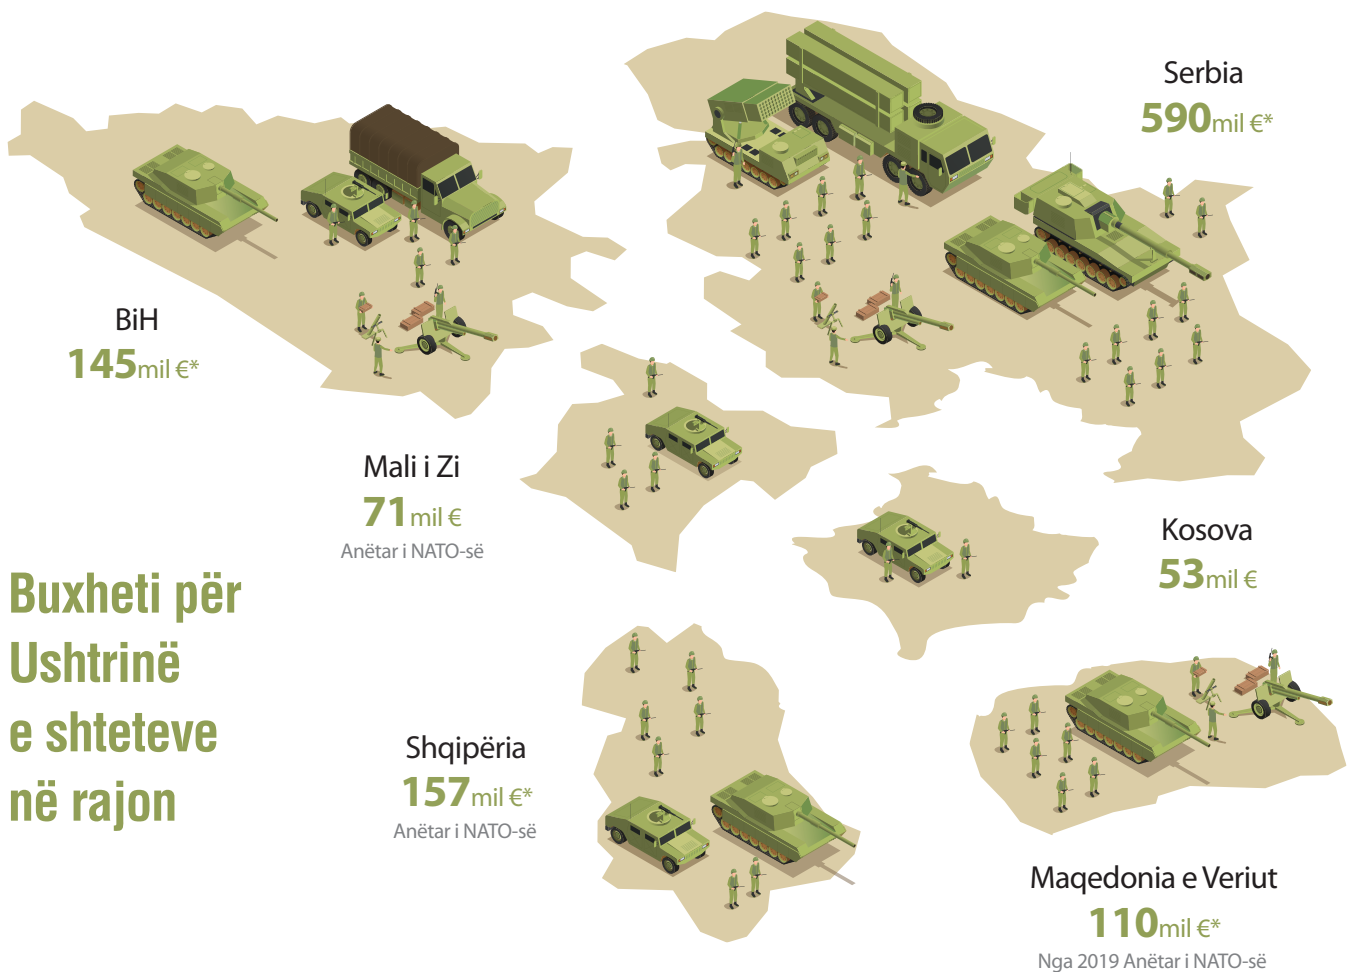 Serbia
590mil €*
BiH
145mil €*
Mali i Zi
71mil €
Anëtar i NATO-së
Kosova
53mil €
Buxheti për
Ushtrinë
e shteteve
në rajon
Shqipëria
157mil €*
Anëtar i NATO-së
Maqedonia e Veriut
110mil €*
Nga 2019 Anëtar i NATO-së